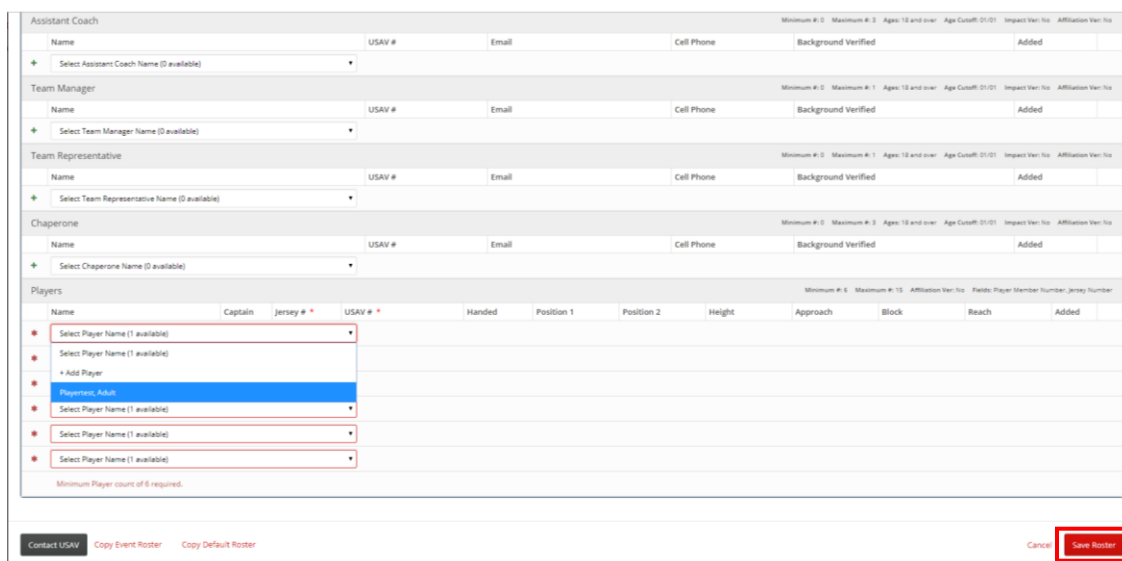 Assistant Coach Minimum #: 0 Maximum #: 3 Ages: 18 and over Age Cutoff: 01/01 Impact Ver: No Affiliation Ver: No
Name USAV # Email Cell Phone Background Verified Added
+ Select Assistant Coach Name (0 available)
Team Manager Minimum #: 0 Maximum #: 1 Ages: 18 and over Age Cutoff: 01/01 Impact Ver: No Affiliation Ver: No
Name USAV # Email Cell Phone Background Verified Added
+ Select Team Manager Name (0 available)
Team Representative Minimum #: 0 Maximum #: 1 Ages: 18 and over Age Cutoff: 01/01 Impact Ver: No Affiliation Ver: No
Name USAV # Email Cell Phone Background Verified Added
+ Select Team Representative Name (0 available)
Chaperone Minimum #: 0 Maximum #: 3 Ages: 18 and over Age Cutoff: 01/01 Impact Ver: No Affiliation Ver: No
Name USAV # Email Cell Phone Background Verified Added
+ Select Chaperone Name (0 available)
Players Minimum #: 6 Maximum #: 15 Affiliation Ver: No Fields: Player Member Number, Jersey Number
Name Captain Jersey # * USAV # * Handed Position 1 Position 2 Height Approach Block Reach Added
* Select Player Name (1 available)
* Select Player Name (1 available)
* + Add Player
Playertest, Adult
* Select Player Name (1 available)
* Select Player Name (1 available)
* Select Player Name (1 available)
Minimum Player count of 6 required.
Contact USAV Copy Event Roster Copy Default Roster Cancel Save Roster